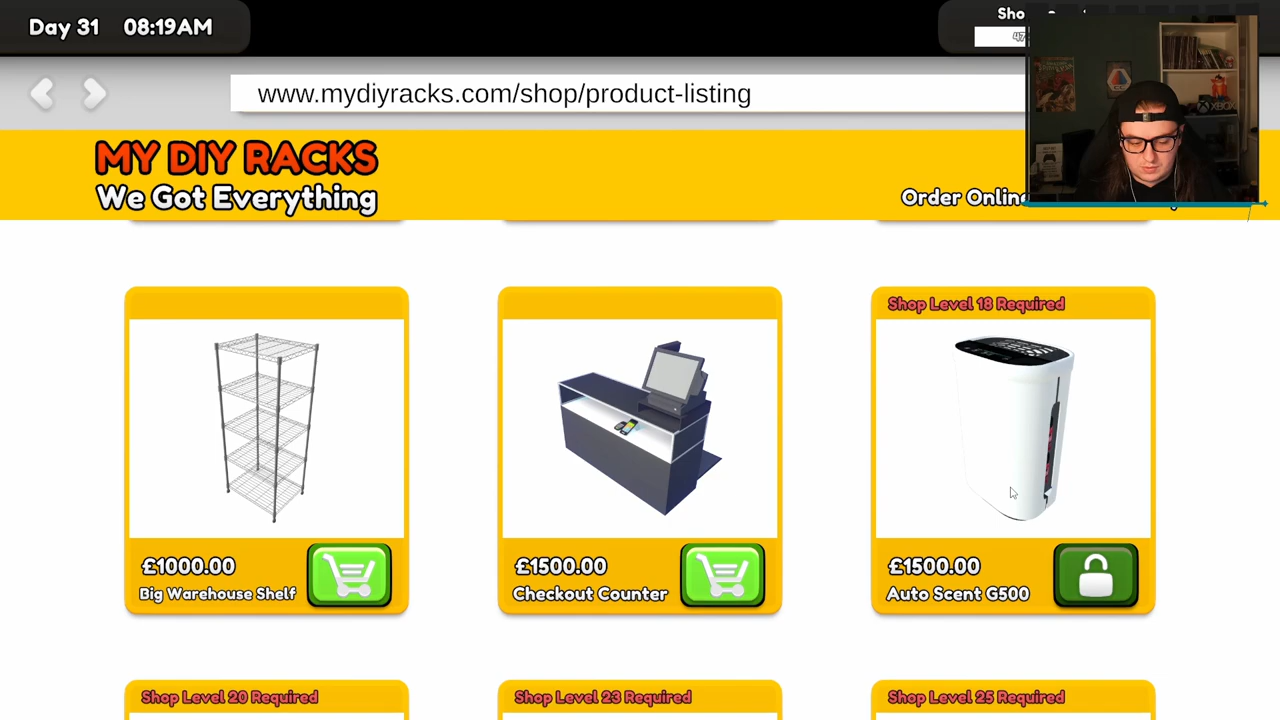 Day 31 08:19AM
www.mydiyracks.com/shop/product-listing
MY DIY RACKS
We Got Everything
Order Online
XBOX
Shop Level 18 Required
£1000.00
Big Warehouse Shelf
£1500.00
Checkout Counter
£1500.00
Auto Scent G500
Shop Level 20 Required
Shop Level 23 Required
Shop Level 25 Required